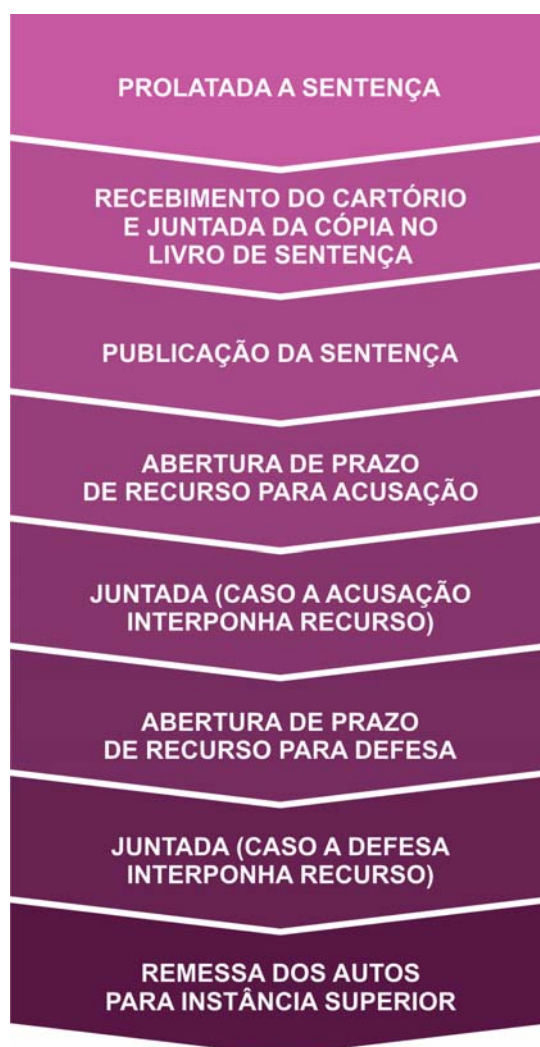 PROLATADA A SENTENÇA
RECEBIMENTO DO CARTÓRIO
E JUNTADA DA CÓPIA NO
LIVRO DE SENTENÇA
PUBLICAÇÃO DA SENTENÇA
ABERTURA DE PRAZO
DE RECURSO PARA ACUSAÇÃO
JUNTADA (CASO A ACUSAÇÃO
INTERPONHA RECURSO)
ABERTURA DE PRAZO
DE RECURSO PARA DEFESA
JUNTADA (CASO A DEFESA
INTERPONHA RECURSO)
REMESSA DOS AUTOS
PARA INSTÂNCIA SUPERIOR